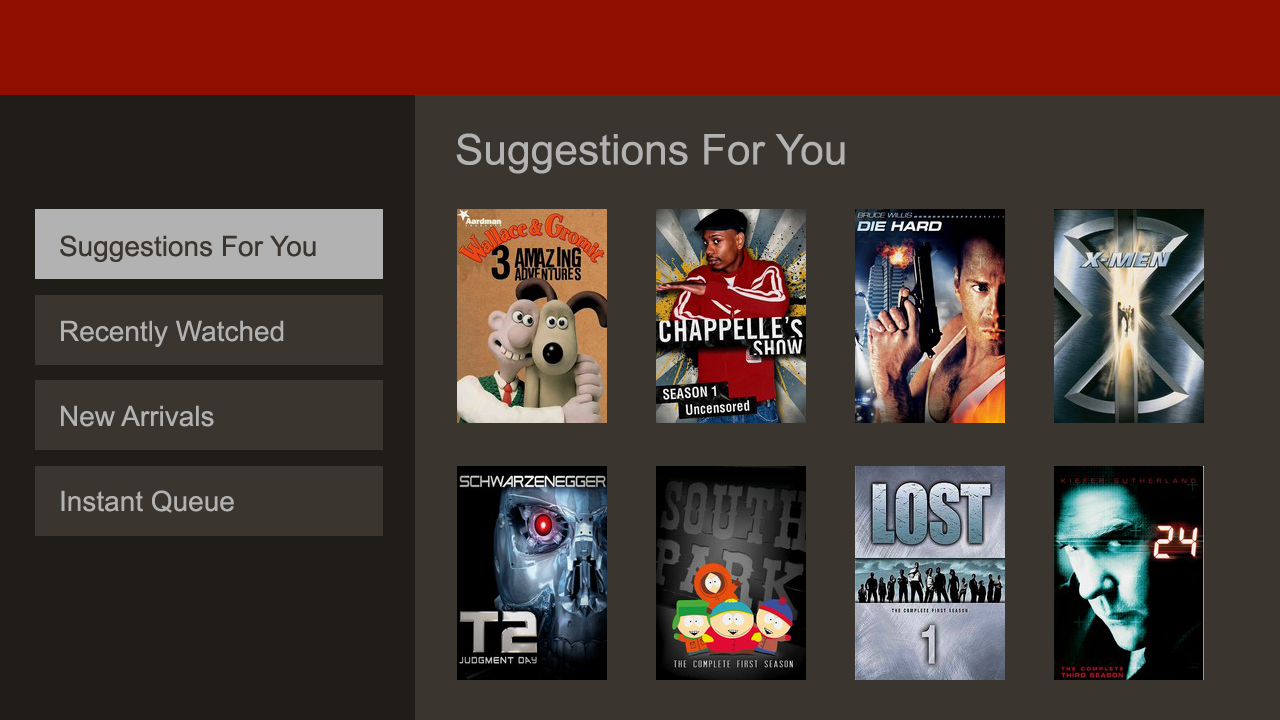 Suggestions For You
Suggestions For You
Recently Watched
New Arrivals
Instant Queue
Aardman
Wallace & Gromit
3 AMAZING
ADVENTURES
CHAPPELLE'S
SHOW
SEASON 1
Uncensored
BRUCE WILLIS
DIE HARD
X-MEN
SCHWARZENEGGER
T2
JUDGMENT DAY
SOUTH
PARK
THE COMPLETE FIRST SEASON
LOST
THE COMPLETE FIRST SEASON
1
KIEFER SUTHERLAND
24
THE COMPLETE
THIRD SEASON